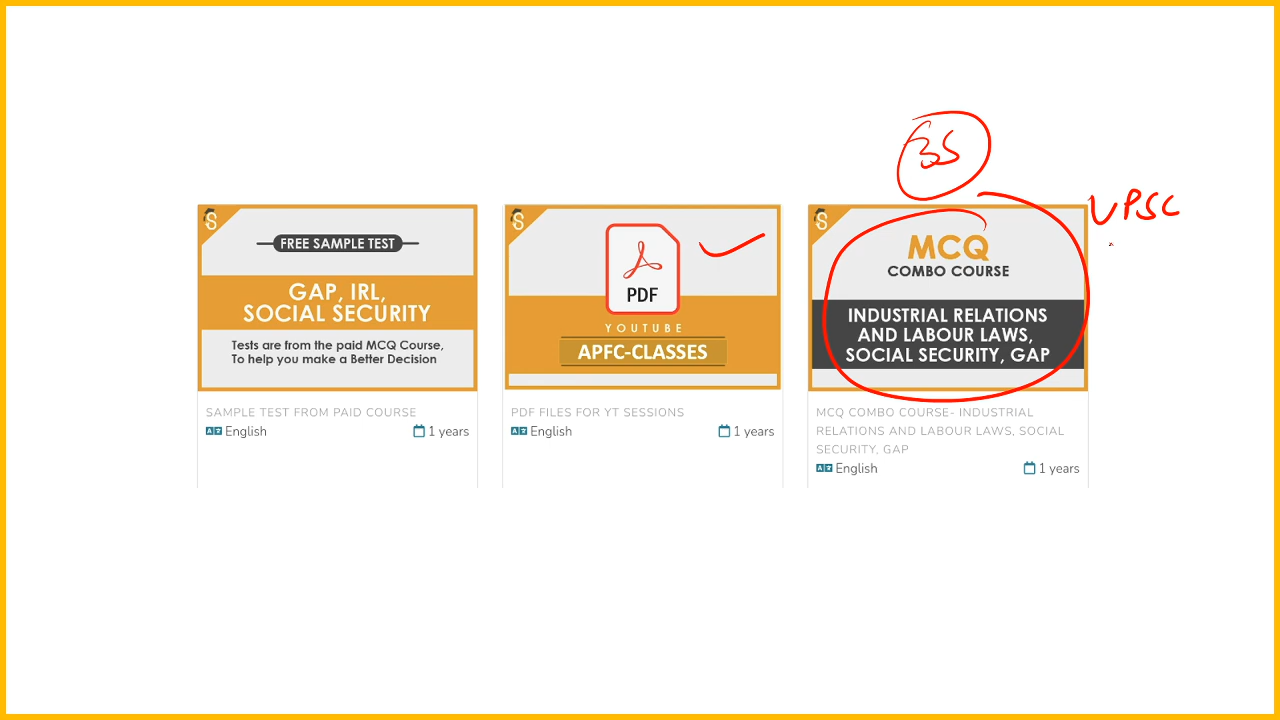 UPSC
FREE SAMPLE TEST
GAP, IRL,
SOCIAL SECURITY
Tests are from the paid MCQ Course,
To help you make a Better Decision
SAMPLE TEST FROM PAID COURSE
English
1 years
PDF
YOUTUBE
APFC-CLASSES
PDF FILES FOR YT SESSIONS
English
1 years
MCQ
COMBO COURSE
INDUSTRIAL RELATIONS
AND LABOUR LAWS,
SOCIAL SECURITY, GAP
MCQ COMBO COURSE- INDUSTRIAL
RELATIONS AND LABOUR LAWS, SOCIAL
SECURITY, GAP
English
1 years